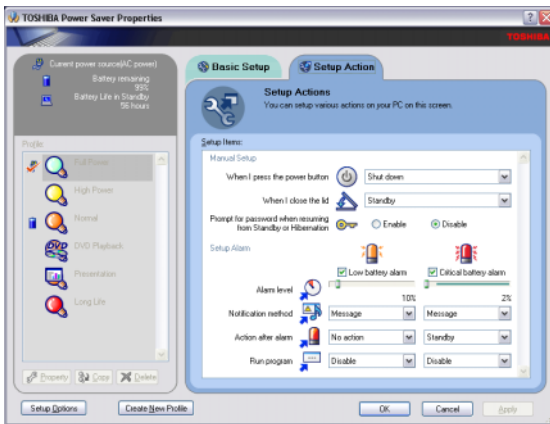 TOSHIBA Power Saver Properties
TOSHIBA
Current power source(AC power)
Battery remaining
99%
Battery Life in Standby
56 hours
Profile:
Full Power
High Power
Normal
DVD Playback
Presentation
Long Life
Property
Copy
Delete
Basic Setup
Setup Action
Setup Actions
You can setup various actions on your PC on this screen.
Setup Items:
Manual Setup
When I press the power button
Shut down
When I close the lid
Standby
Prompt for password when resuming
from Standby or Hibernation
Enable
Disable
Setup Alarm
Low battery alarm
Critical battery alarm
Alarm level
10%
2%
Notification method
Message
Message
Action after alarm
No action
Standby
Run program
Disable
Disable
Setup Options
Create New Profile
OK
Cancel
Apply